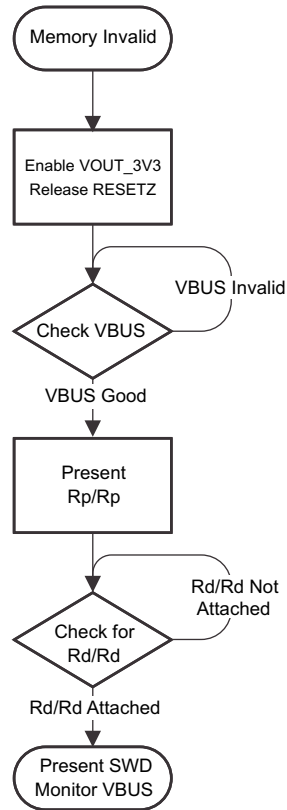 Memory Invalid
Enable VOUT_3V3
Release RESETZ
VBUS Invalid
Check VBUS
VBUS Good
Present
Rp/Rp
Rd/Rd Not
Attached
Check for
Rd/Rd
Rd/Rd Attached
Present SWD
Monitor VBUS